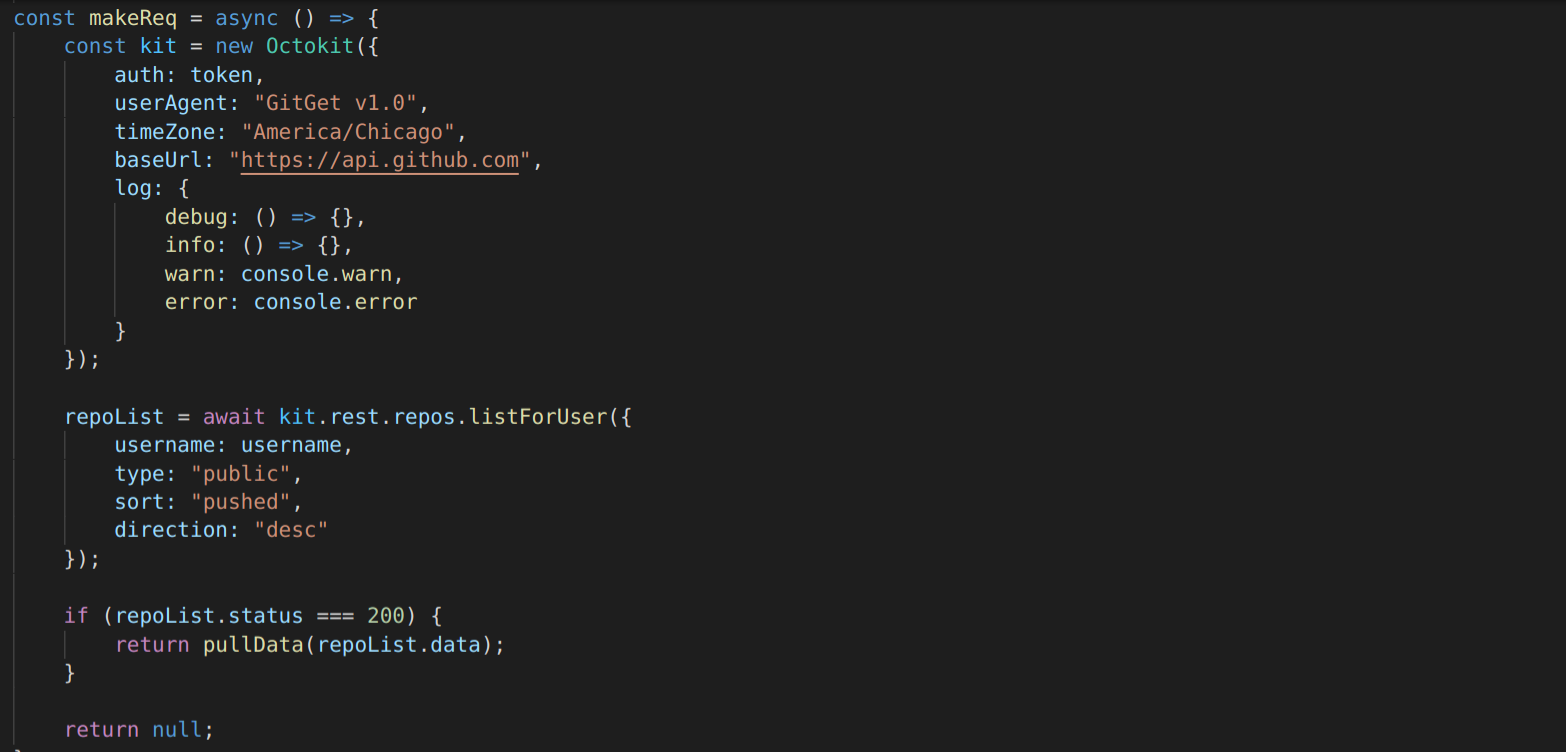 const makeReq = async () => {
    const kit = new Octokit({
        auth: token,
        userAgent: "GitGet v1.0",
        timeZone: "America/Chicago",
        baseUrl: "https://api.github.com",
        log: {
            debug: () => {},
            info: () => {},
            warn: console.warn,
            error: console.error
        }
    });

    repoList = await kit.rest.repos.listForUser({
        username: username,
        type: "public",
        sort: "pushed",
        direction: "desc"
    });

    if (repoList.status === 200) {
        return pullData(repoList.data);
    }

    return null;